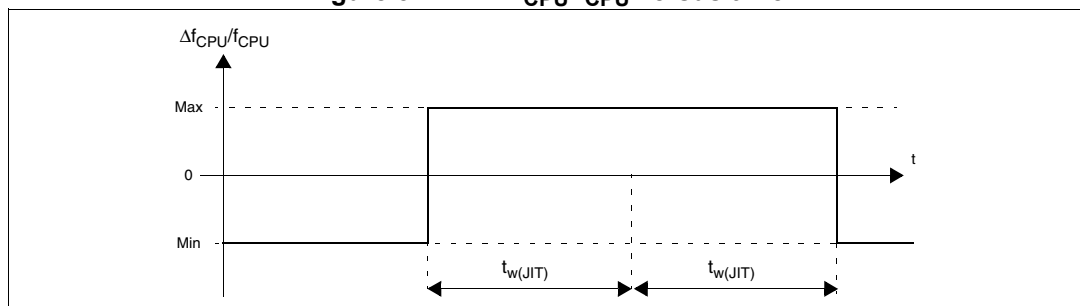 Δf_CPU/f_CPU
Max
t
0
Min
t_w(JIT)
t_w(JIT)